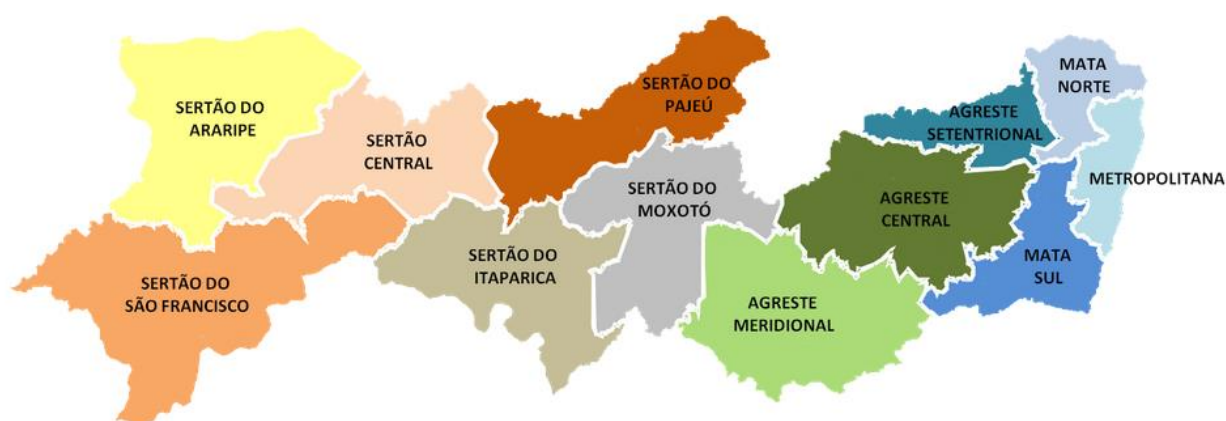 SERTÃO DO
ARARIPE
SERTÃO
CENTRAL
SERTÃO DO
PAJEÚ
MATA
NORTE
AGRESTE
SETENTRIONAL
METROPOLITANA
SERTÃO DO
MOXOTÓ
AGRESTE
CENTRAL
SERTÃO DO
ITAPARICA
MATA
SUL
SERTÃO DO
SÃO FRANCISCO
AGRESTE
MERIDIONAL